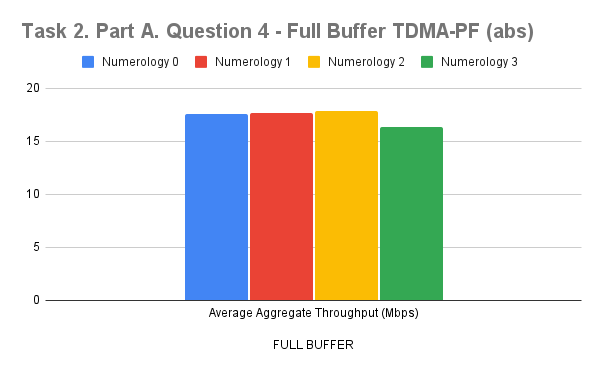 Task 2. Part A. Question 4 - Full Buffer TDMA-PF (abs)
Numerology 0 Numerology 1 Numerology 2 Numerology 3
20
15
10
5
0
Average Aggregate Throughput (Mbps)
FULL BUFFER